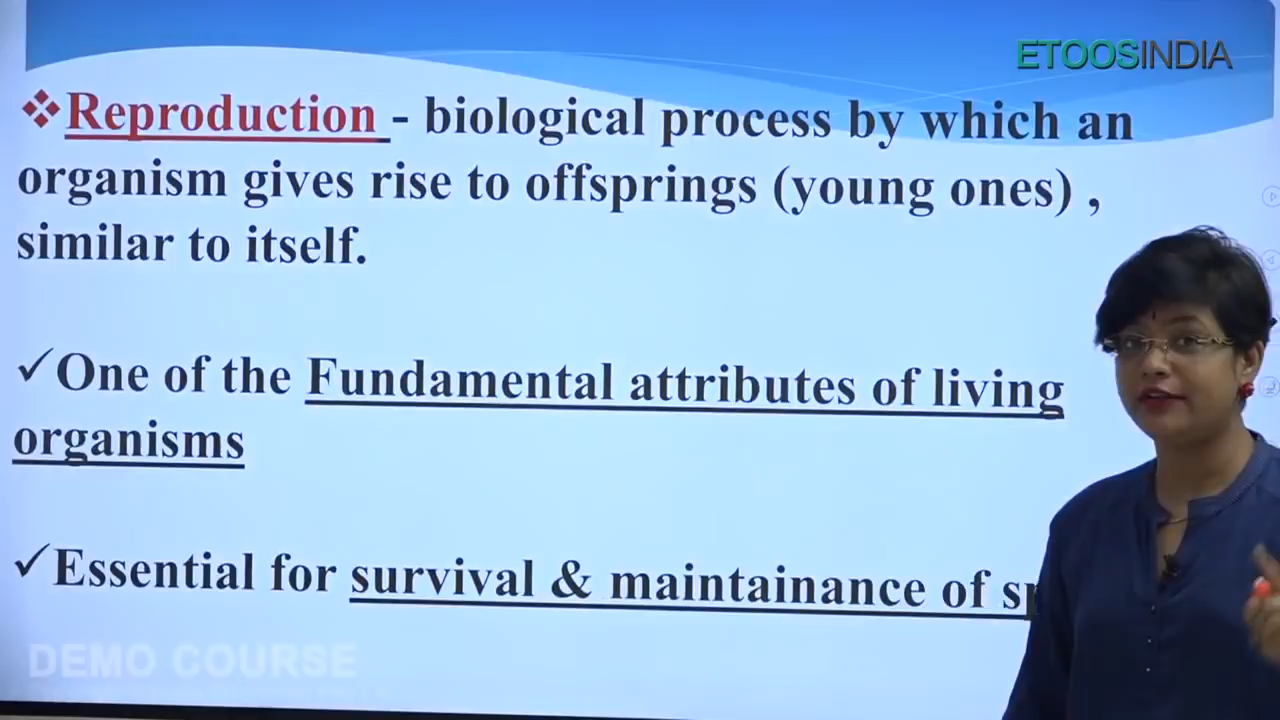 ETOOSINDIA
❖Reproduction - biological process by which an
organism gives rise to offsprings (young ones) ,
similar to itself.
✓One of the Fundamental attributes of living
organisms
✓Essential for survival & maintainance of
DEMO COURSE